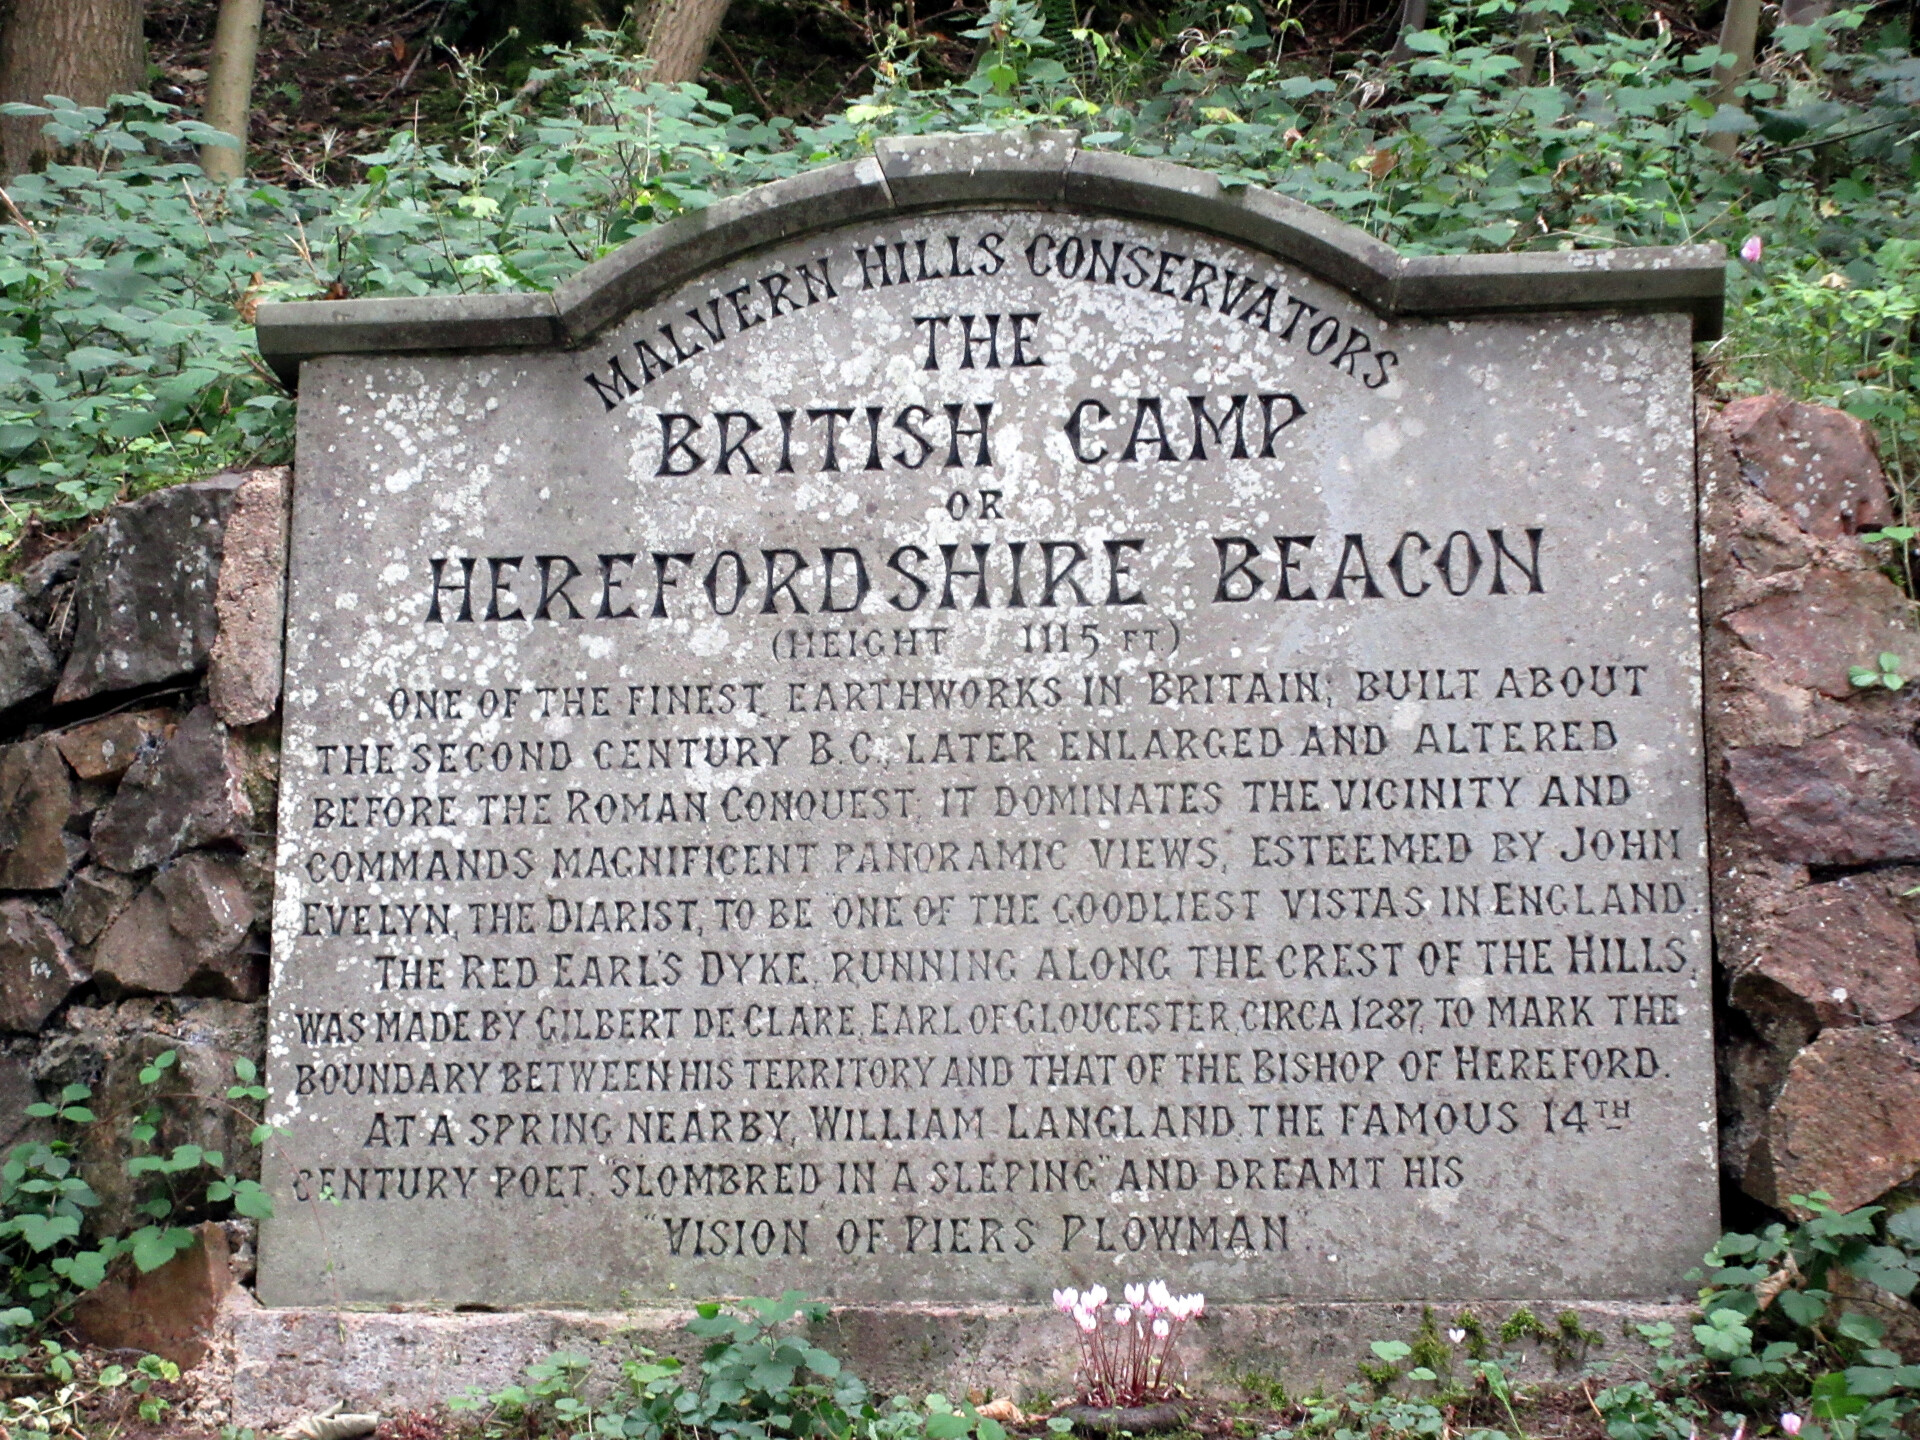 MALVERN HILLS CONSERVATORS
THE
BRITISH CAMP
OR
HEREFORDSHIRE BEACON
(HEIGHT 1115 FT.)
ONE OF THE FINEST EARTHWORKS IN BRITAIN; BUILT ABOUT
THE SECOND CENTURY B.C., LATER ENLARGED AND ALTERED
BEFORE THE ROMAN CONQUEST; IT DOMINATES THE VICINITY AND
COMMANDS MAGNIFICENT PANORAMIC VIEWS, ESTEEMED BY JOHN
EVELYN, THE DIARIST, TO BE "ONE OF THE GOODLIEST VISTAS IN ENGLAND".
THE RED EARL'S DYKE, RUNNING ALONG THE CREST OF THE HILLS,
WAS MADE BY GILBERT DE CLARE, EARL OF GLOUCESTER, CIRCA 1287, TO MARK THE
BOUNDARY BETWEEN HIS TERRITORY AND THAT OF THE BISHOP OF HEREFORD.
AT A SPRING NEARBY, WILLIAM LANGLAND, THE FAMOUS 14TH
CENTURY POET, "SLOMBRED IN A SLEPING" AND DREAMT HIS
"VISION OF PIERS PLOWMAN"